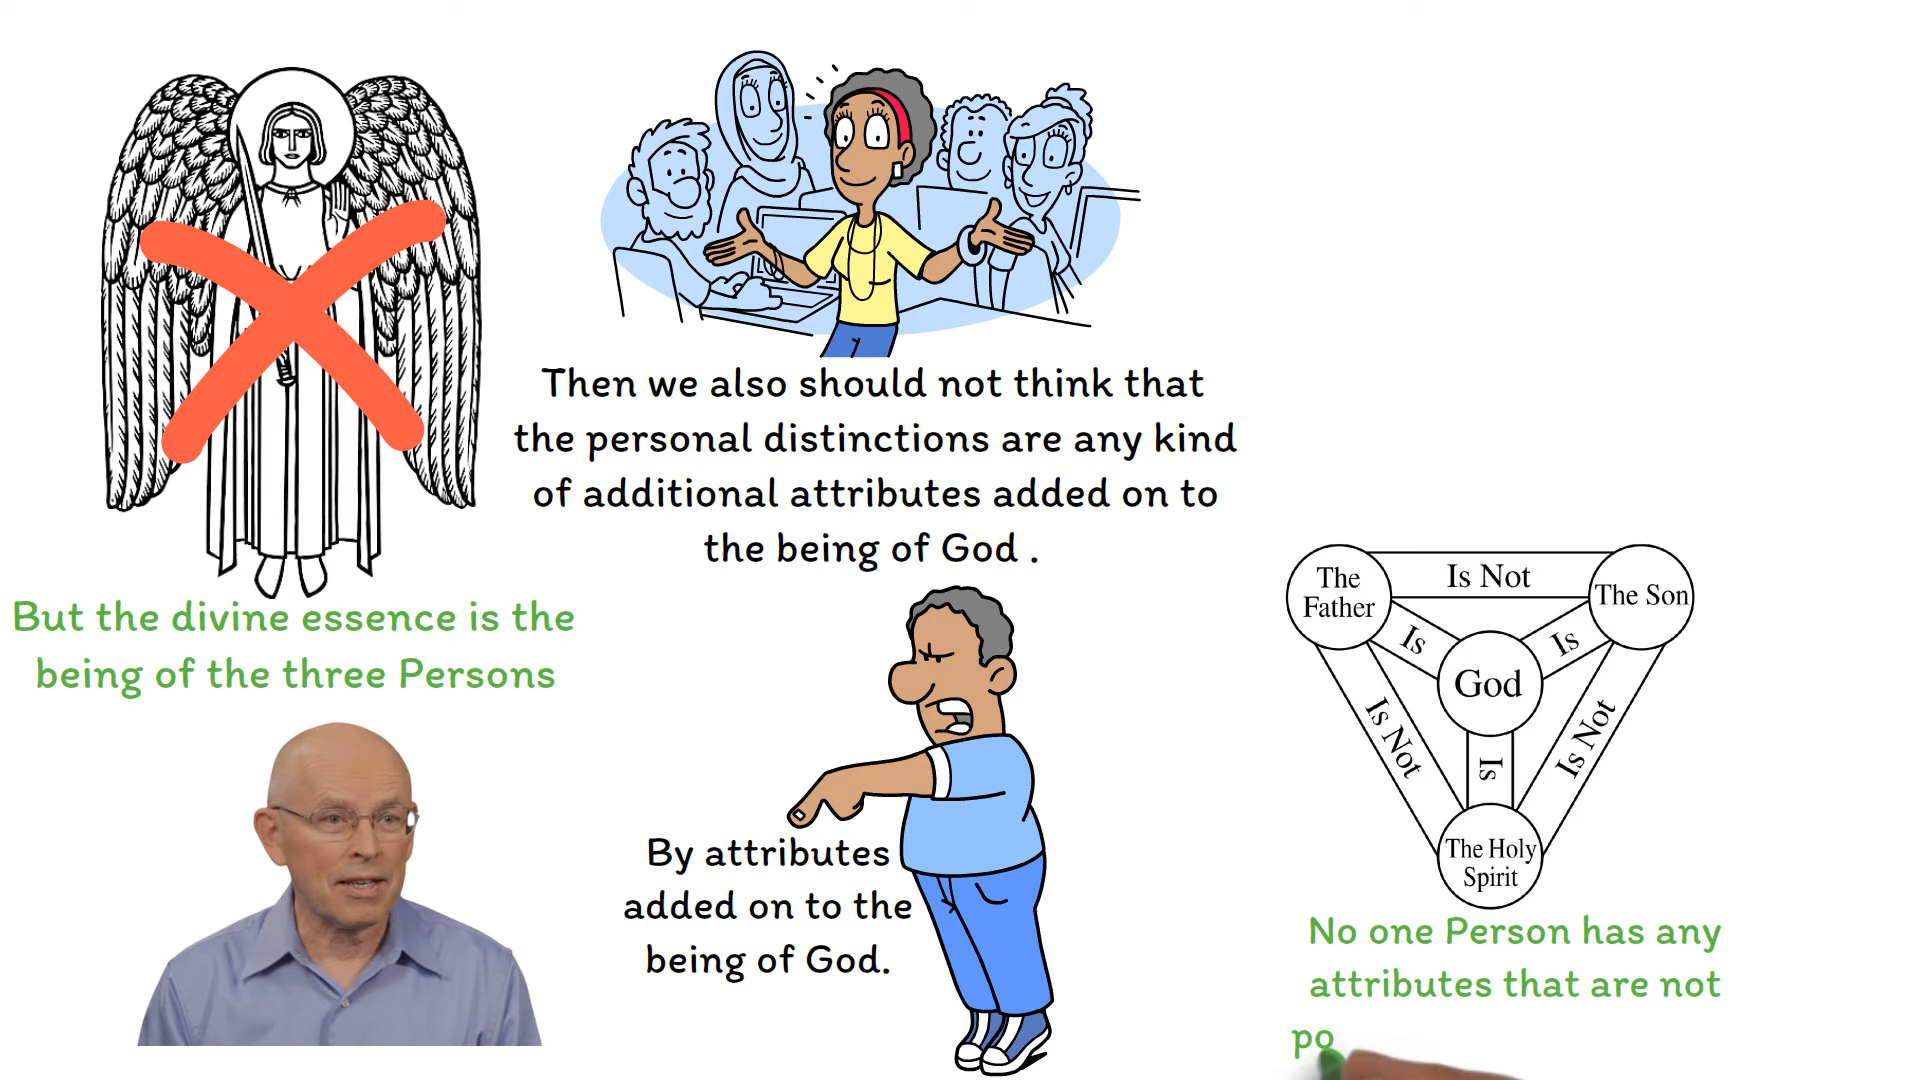 But the divine essence is the
being of the three Persons
Then we also should not think that
the personal distinctions are any kind
of additional attributes added on to
the being of God .
By attributes
added on to the
being of God.
The
Father
Is Not
The Son
Is
Is
God
Is Not
Is
Is Not
The Holy
Spirit
No one Person has any
attributes that are not
po